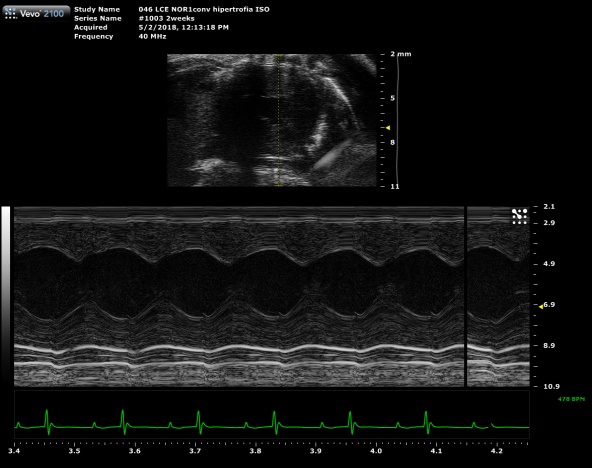 Vevo 2100
Study Name 046 LCE NOR1conv hipertrofia ISO
Series Name #1003 2weeks
Acquired 5/2/2018, 12:13:18 PM
Frequency 40 MHz
2 mm
5
8
11
2.1
2.9
4.9
6.9
8.9
10.9
478 BPM
3.4 3.5 3.6 3.7 3.8 3.9 4.0 4.1 4.2